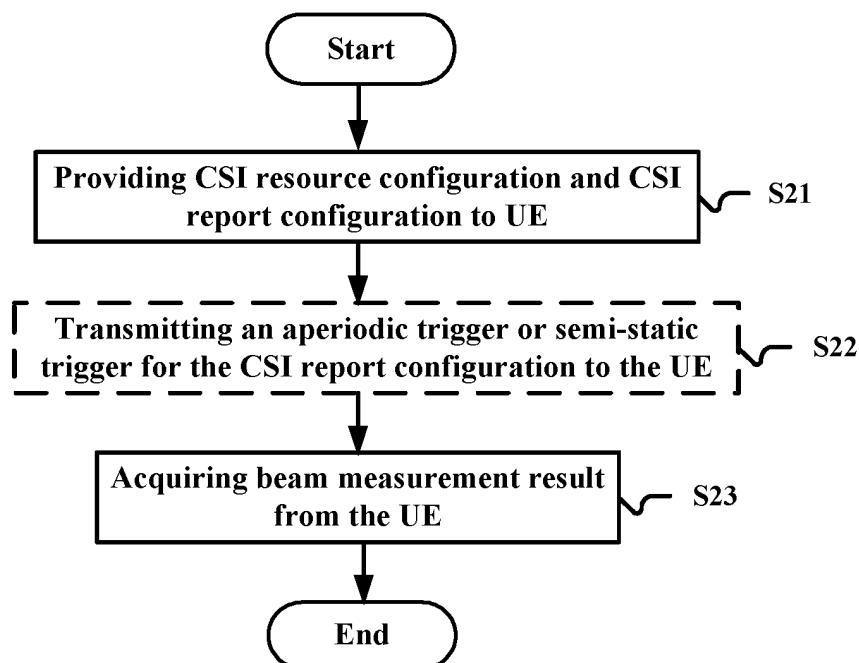 Start
Providing CSI resource configuration and CSI
report configuration to UE
S21
Transmitting an aperiodic trigger or semi-static
trigger for the CSI report configuration to the UE
S22
Acquiring beam measurement result
from the UE
S23
End